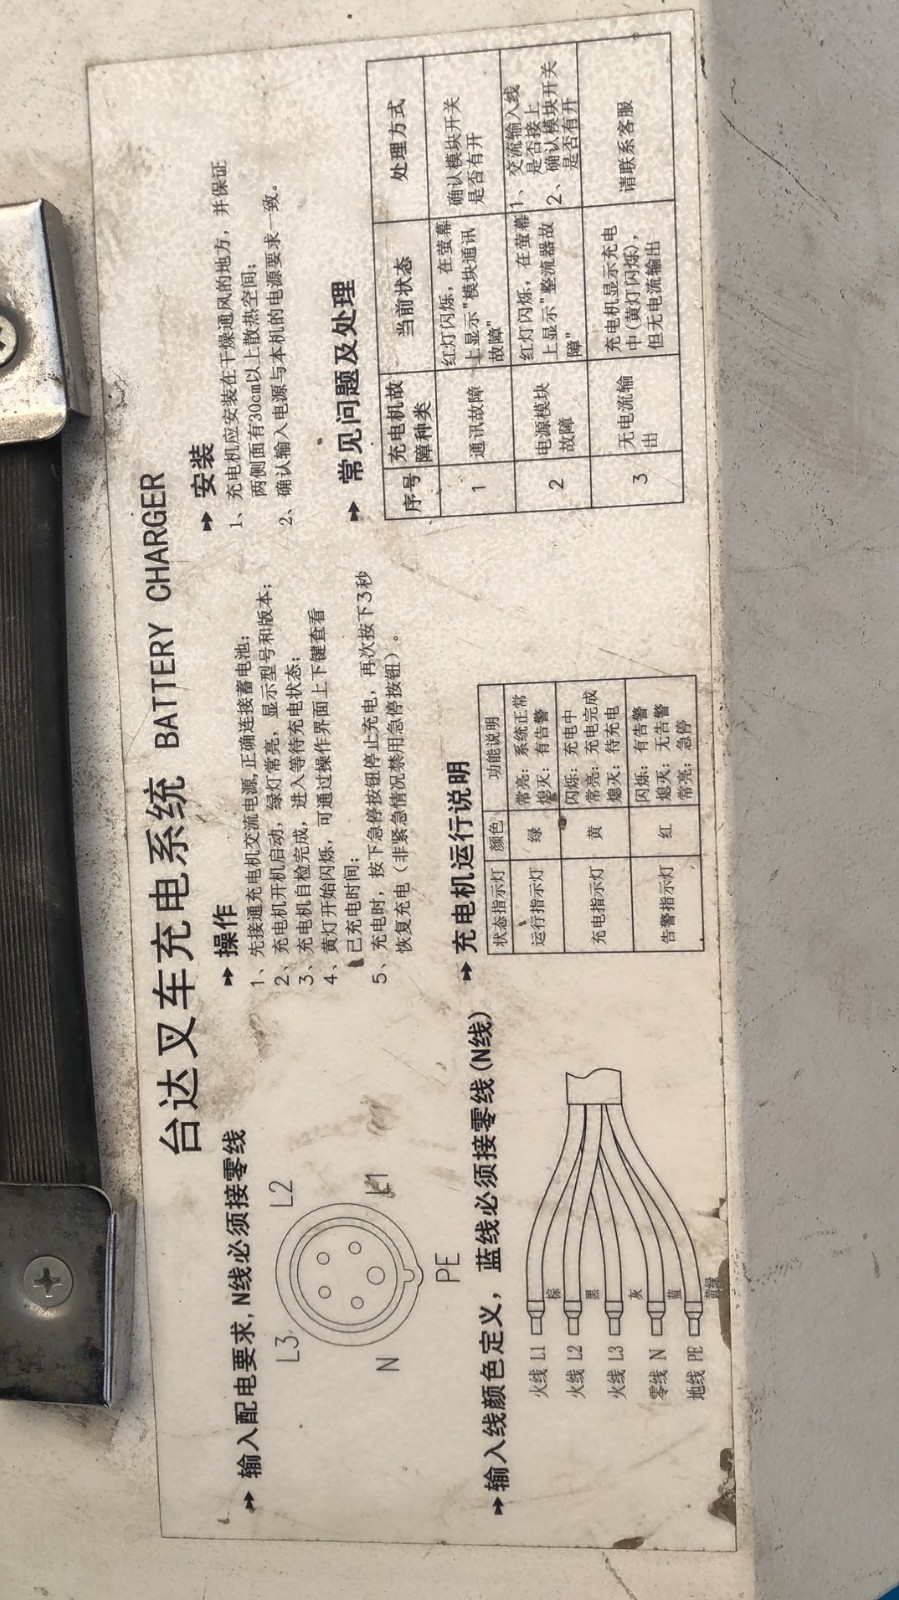 台达叉车充电系统 BATTERY CHARGER
输入配电要求,N线必须接零线
L3
L2
L1
N
PE
输入线颜色定义， 蓝线必须接零线(N线)
火线 L1 棕
火线 L2 黑
火线 L3 灰
零线 N 蓝
地线 PE 黄绿
操作
1、先接通充电机交流电源,正确连接蓄电池;
2、充电机开机启动，绿灯常亮，显示型号和版本;
3、充电机自检完成，进入等待充电状态;
4、黄灯开始闪烁，可通过操作界面上下键查看
已充电时间;
5、充电时，按下急停按钮停止充电，再次按下3秒
恢复充电（非紧急情况禁用急停按钮）。
充电机运行说明
状态指示灯 颜色 功能说明
运行指示灯 绿 常亮: 系统正常
熄灭: 有告警
充电指示灯 黄 闪烁: 充电中
常亮: 充电完成
熄灭: 待充电
告警指示灯 红 闪烁: 有告警
熄灭: 无告警
常亮: 急停
安装
1、充电机应安装在干燥通风的地方，并保证
两侧面有30cm以上散热空间;
2、确认输入电源与本机的电源要求一致。
常见问题及处理
序号 充电机故障种类 当前状态 处理方式
1 通讯故障 红灯闪烁，在萤幕上显示"模块通讯故障" 确认模块开关是否有开
2 电源模块故障 红灯闪烁，在萤幕上显示"整流器故障" 1、交流输入线是否接上 2、确认模块开关是否有开
3 无电流输出 充电机显示充电中(黄灯闪烁)，但无电流输出 请联系客服